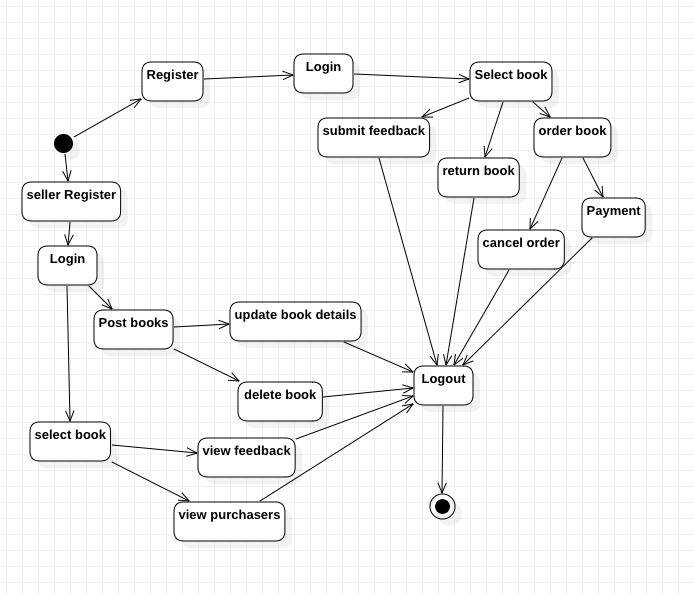 Login
Register
Select book
submit feedback
order book
return book
seller Register
Payment
cancel order
Login
Post books
update book details
Logout
delete book
select book
view feedback
view purchasers